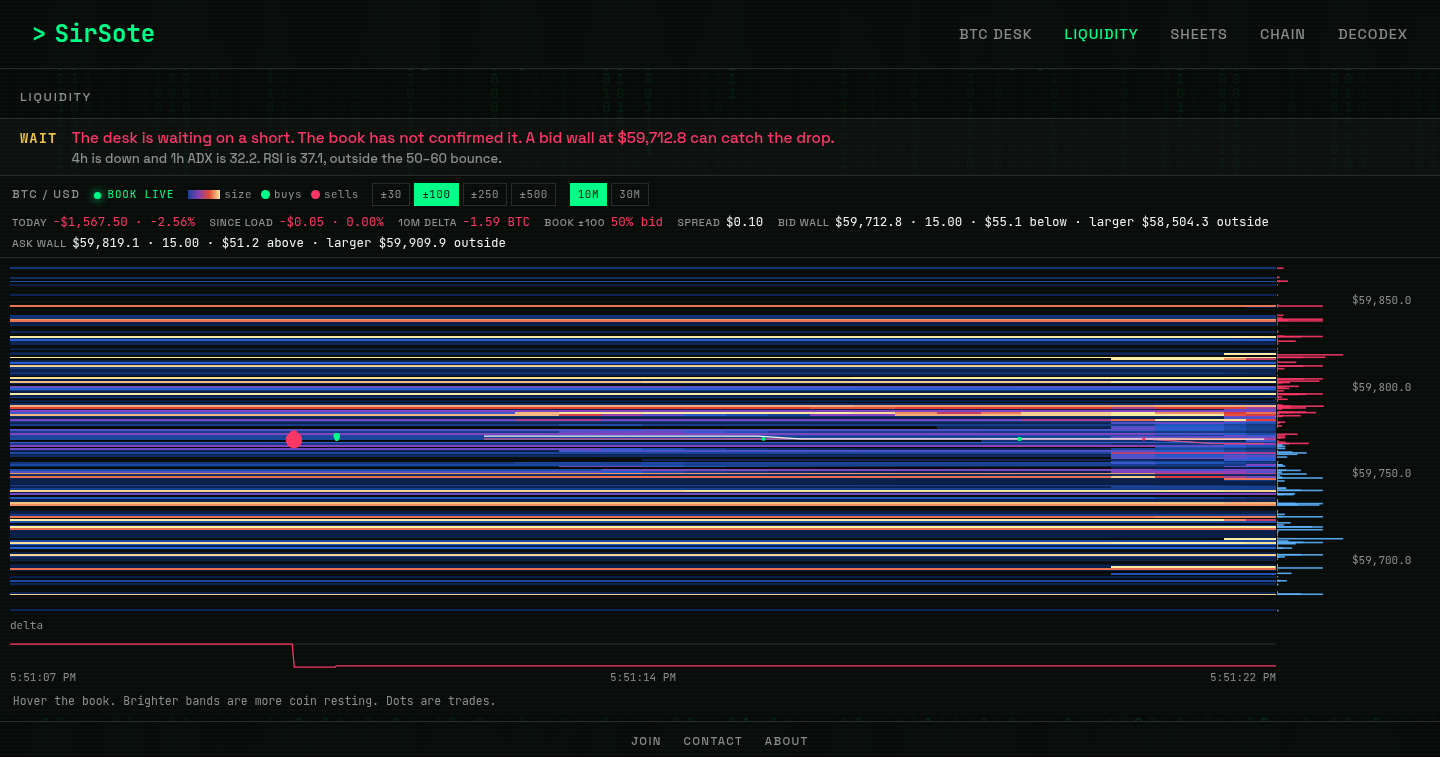 > SirSote
BTC DESK LIQUIDITY SHEETS CHAIN DECODEX
LIQUIDITY
WAIT The desk is waiting on a short. The book has not confirmed it. A bid wall at $59,712.8 can catch the drop.
4h is down and 1h ADX is 32.2. RSI is 37.1, outside the 50–60 bounce.
BTC / USD BOOK LIVE size buys sells ±30 ±100 ±250 ±500 10M 30M
TODAY -$1,567.50 · -2.56% SINCE LOAD -$0.05 · 0.00% 10M DELTA -1.59 BTC BOOK ±100 50% bid SPREAD $0.10 BID WALL $59,712.8 · 15.00 · $55.1 below · larger $58,504.3 outside
ASK WALL $59,819.1 · 15.00 · $51.2 above · larger $59,909.9 outside
$59,850.0
$59,800.0
$59,750.0
$59,700.0
delta
5:51:07 PM 5:51:14 PM 5:51:22 PM
Hover the book. Brighter bands are more coin resting. Dots are trades.
JOIN CONTACT ABOUT